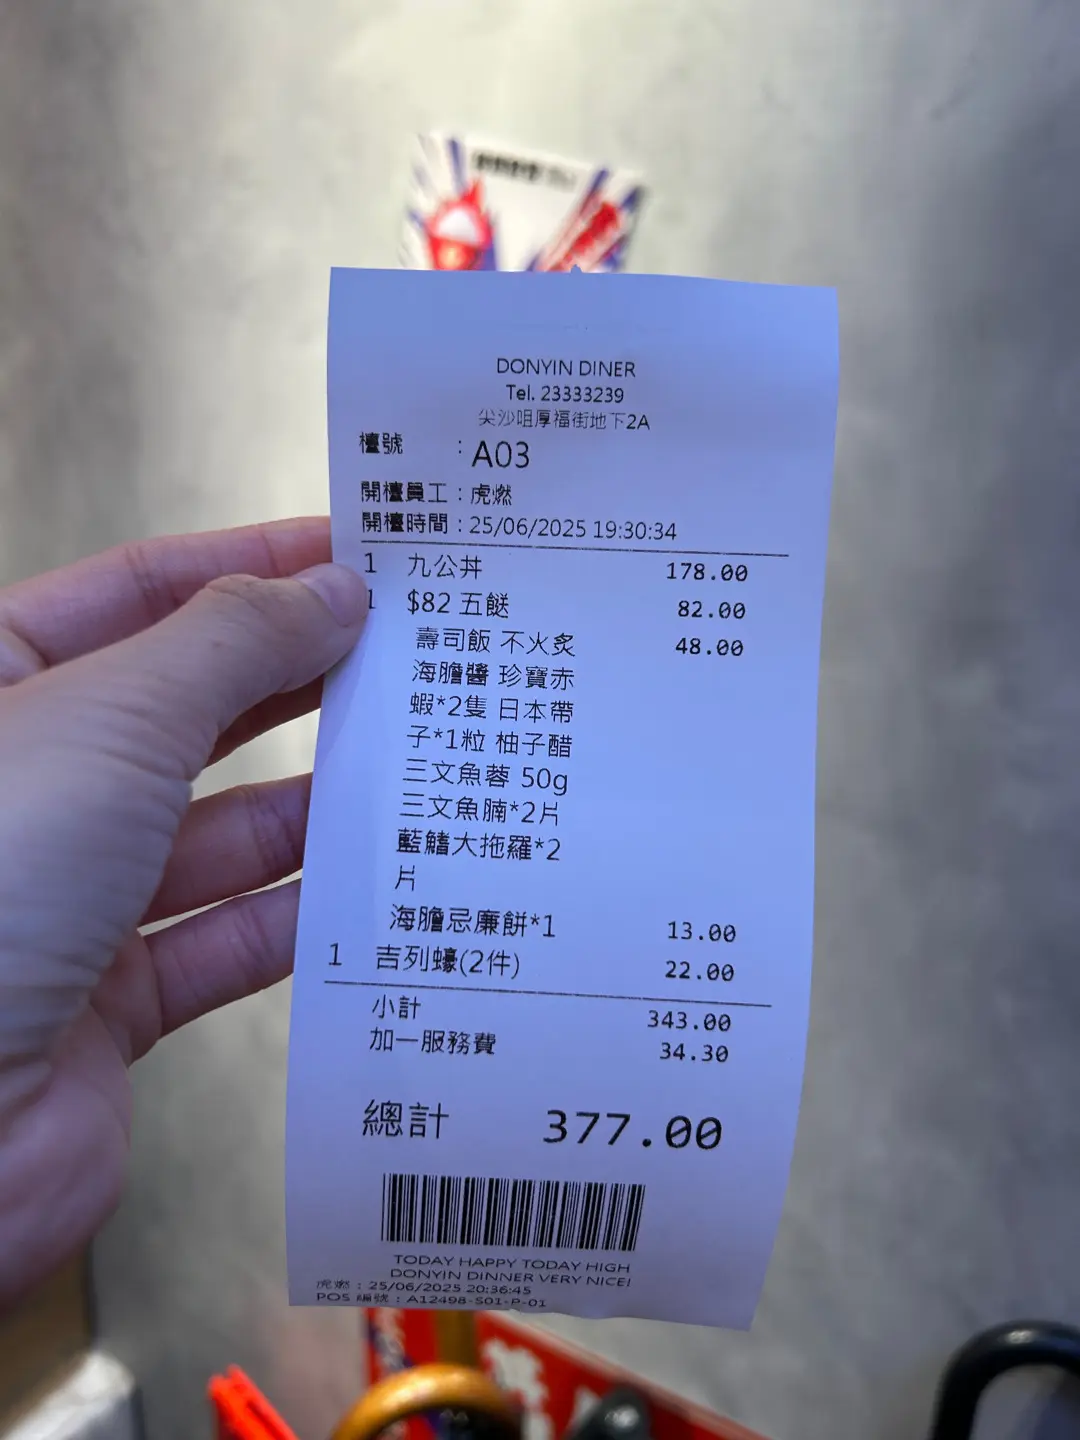 DONYIN DINER
Tel. 23333239
尖沙咀厚福街地下2A
檯號 : A03
開檯員工 : 虎燃
開檯時間 : 25/06/2025 19:30:34
1 九公丼 178.00
1 $82 五餸 82.00
壽司飯 不火炙 48.00
海膽醬 珍寶赤
蝦*2隻 日本帶
子*1粒 柚子醋
三文魚蓉 50g
三文魚腩*2片
藍鰭大拖羅*2
片
海膽忌廉餅*1 13.00
1 吉列蠔(2件) 22.00
小計 343.00
加一服務費 34.30
總計 377.00
TODAY HAPPY TODAY HIGH
DONYIN DINNER VERY NICE!
虎燃 : 25/06/2025 20:36:45
POS 編號 : A12498-S01-P-01